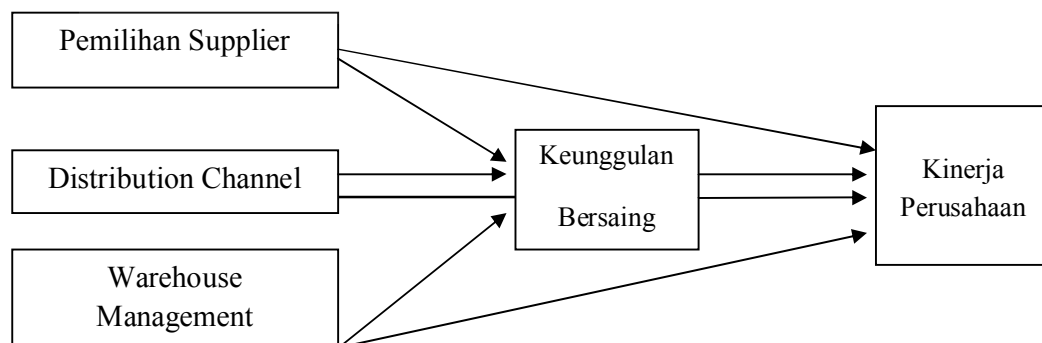 Pemilihan Supplier
Distribution Channel
Warehouse
Management
Keunggulan
Bersaing
Kinerja
Perusahaan